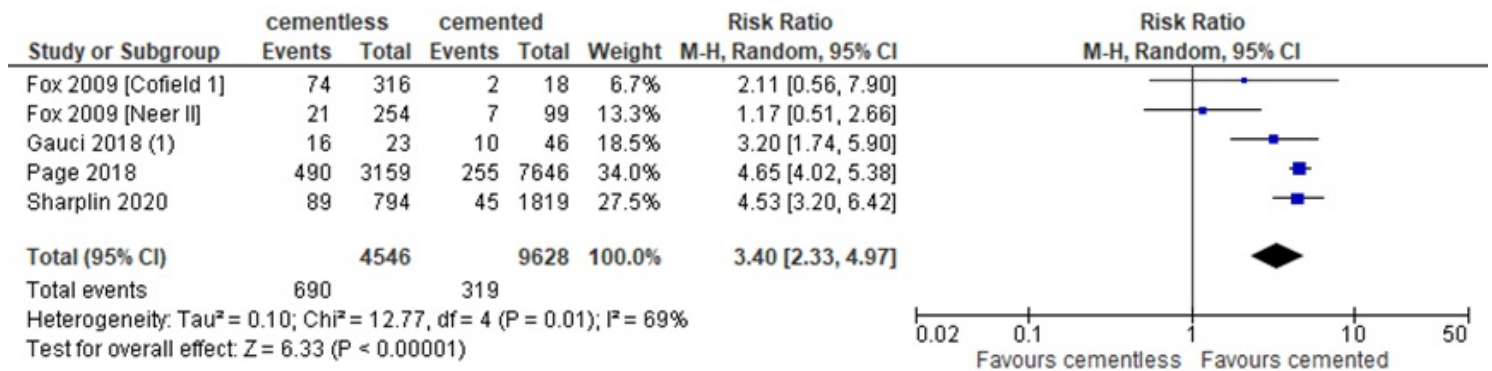 cementless cemented Risk Ratio Risk Ratio
Study or Subgroup Events Total Events Total Weight M-H, Random, 95% CI M-H, Random, 95% CI
Fox 2009 [Cofield 1] 74 316 2 18 6.7% 2.11 [0.56, 7.90]
Fox 2009 [Neer II] 21 254 7 99 13.3% 1.17 [0.51, 2.66]
Gauci 2018 (1) 16 23 10 46 18.5% 3.20 [1.74, 5.90]
Page 2018 490 3159 255 7646 34.0% 4.65 [4.02, 5.38]
Sharplin 2020 89 794 45 1819 27.5% 4.53 [3.20, 6.42]
Total (95% CI) 4546 9628 100.0% 3.40 [2.33, 4.97]
Total events 690 319
Heterogeneity: Tau² = 0.10; Chi² = 12.77, df = 4 (P = 0.01); I² = 69%
Test for overall effect: Z = 6.33 (P < 0.00001)
0.02 0.1 1 10 50
Favours cementless Favours cemented